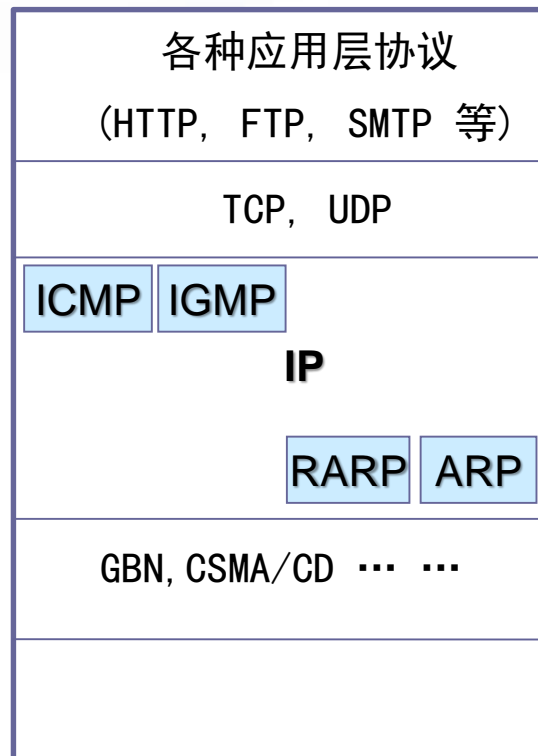 各种应用层协议
(HTTP, FTP, SMTP 等)
TCP, UDP
ICMP IGMP
IP
RARP ARP
GBN,CSMA/CD … …